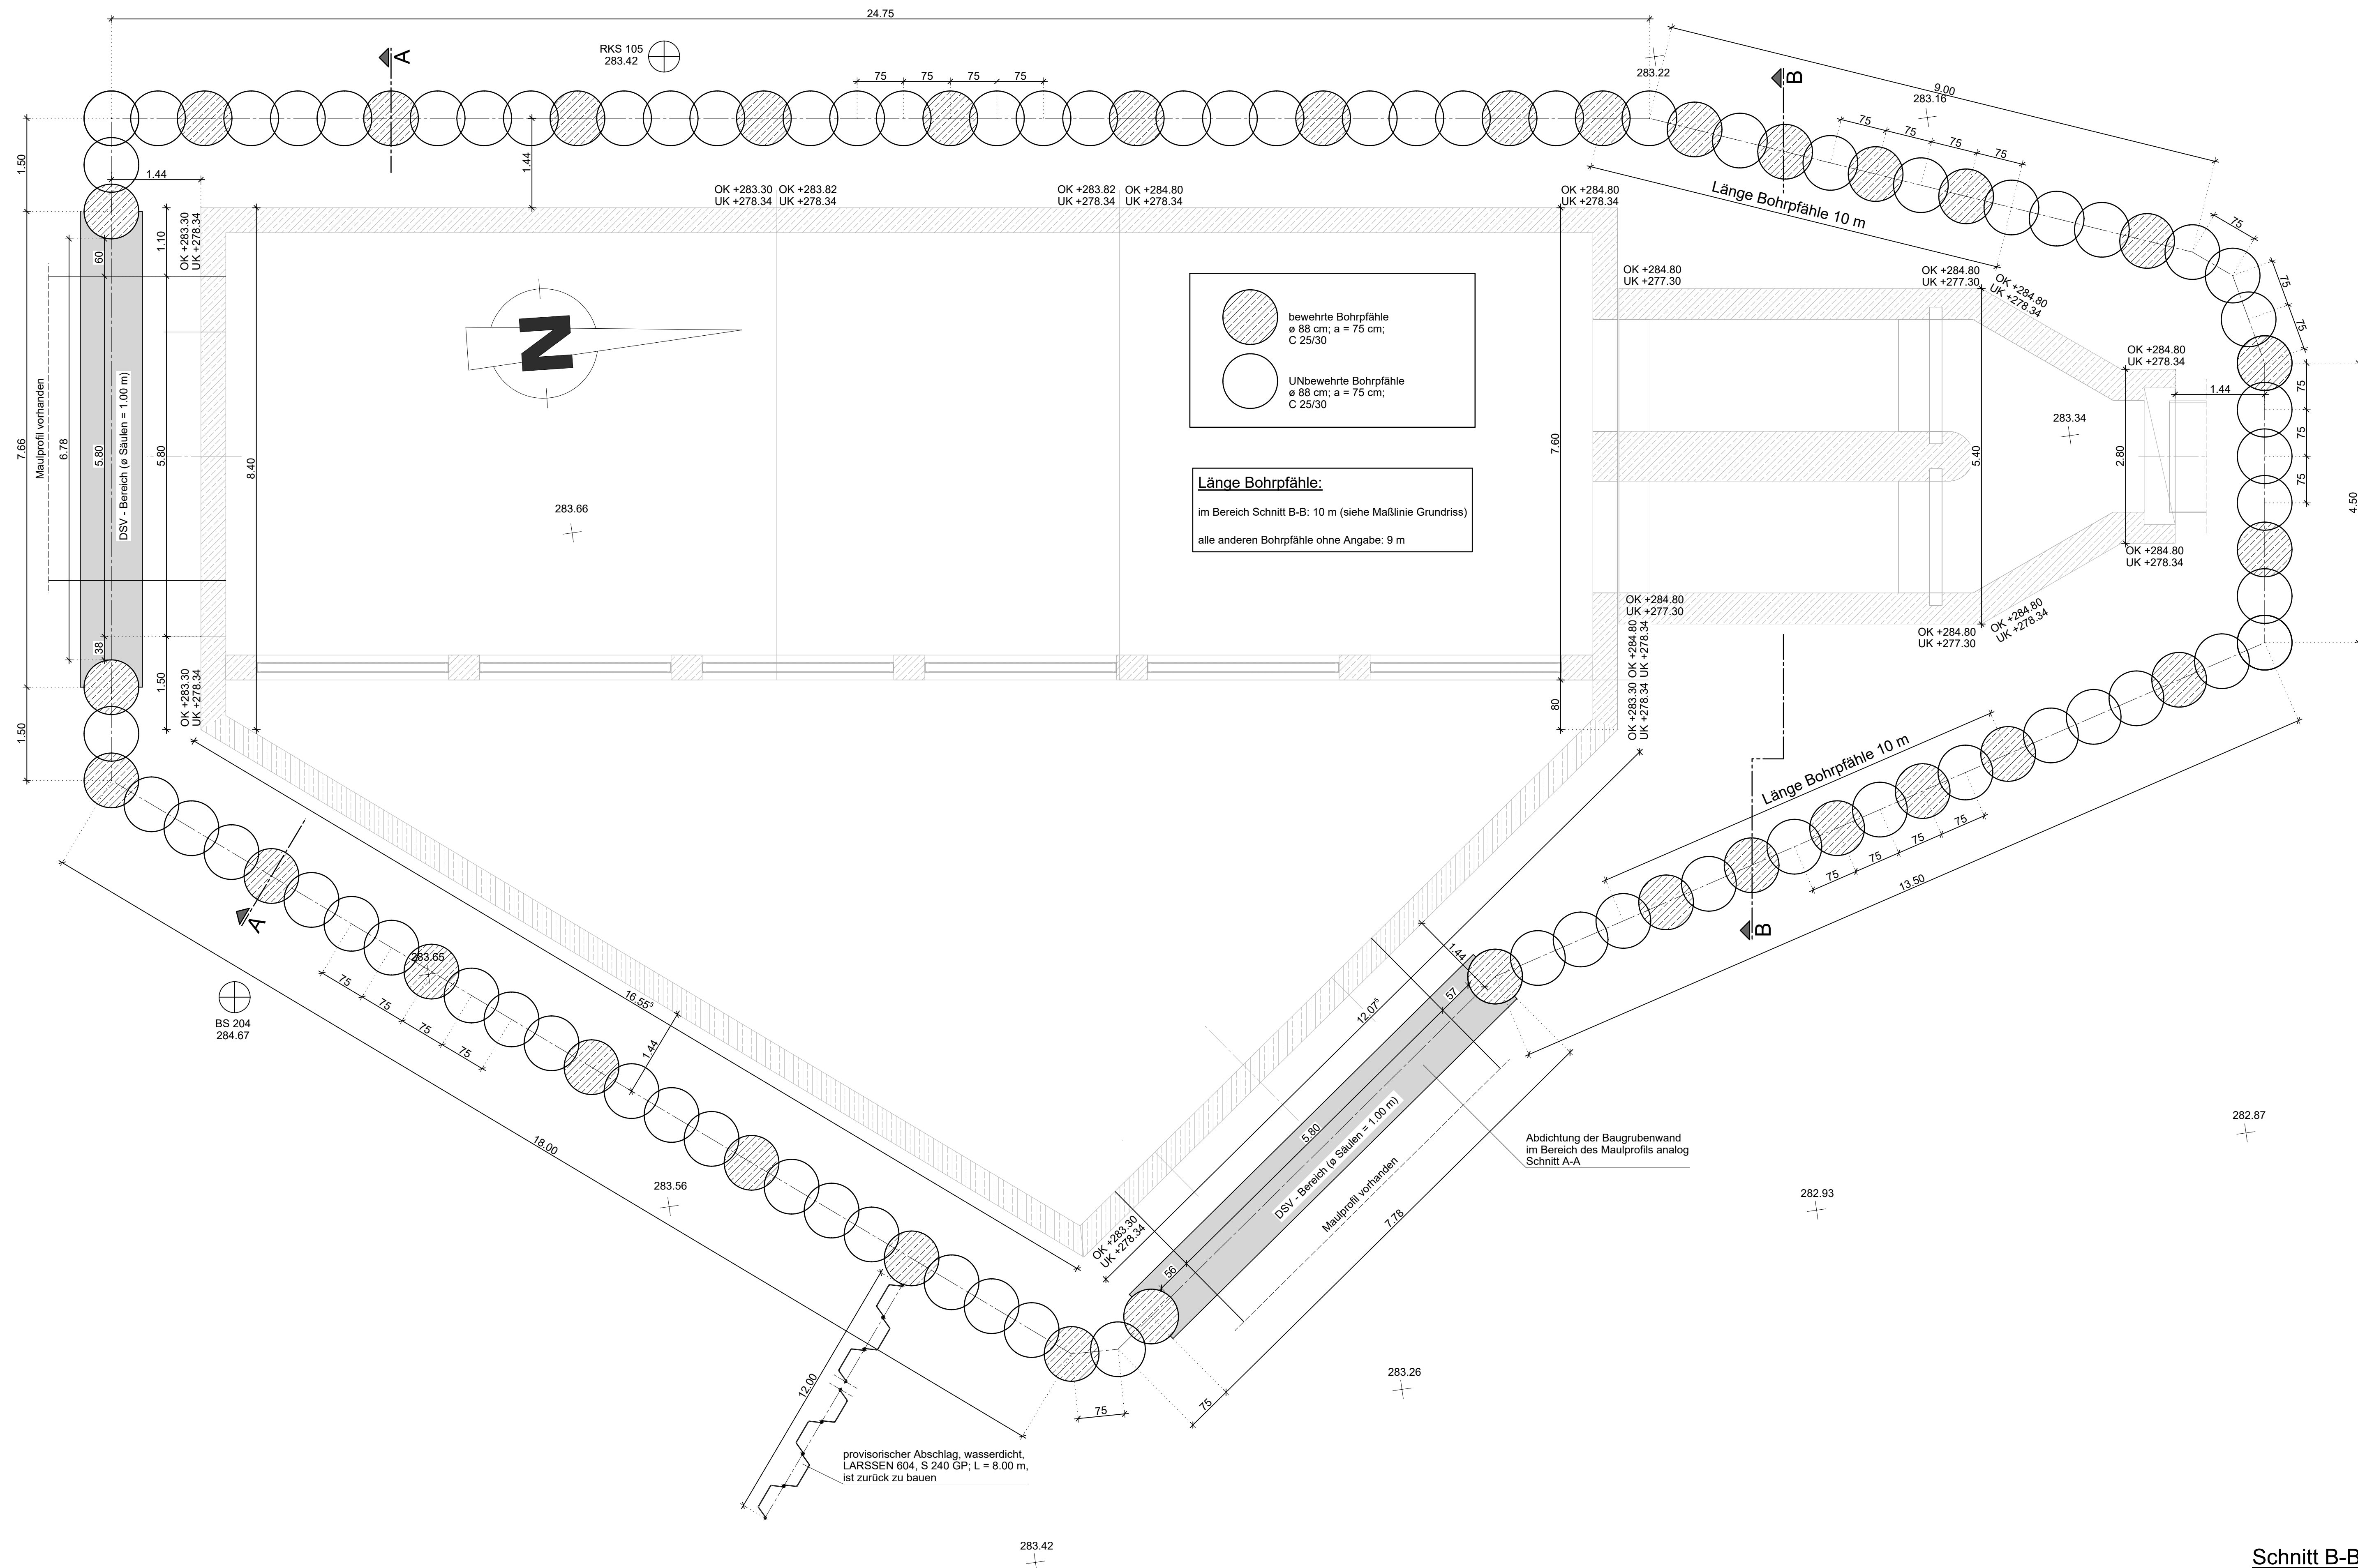 24.75
RKS 105
283.42
A
75
75
75
75
283.22
B
9.00
283.16
75
75
75
75
1.50
1.44
1.44
Länge Bohrpfähle 10 m
75
75
75
OK +283.30
UK +278.34
OK +283.82
UK +278.34
OK +283.82
UK +278.34
OK +284.80
UK +278.34
OK +284.80
UK +278.34
1.10
OK +283.30
UK +278.34
60
OK +284.80
UK +277.30
OK +284.80
UK +277.30
OK +284.80
UK +278.34
N
bewehrte Bohrpfähle
ø 88 cm; a = 75 cm;
C 25/30
UNbewehrte Bohrpfähle
ø 88 cm; a = 75 cm;
C 25/30
OK +284.80
UK +278.34
1.44
75
75
75
4.50
7.66
Maulprofil vorhanden
6.78
5.80
DSV - Bereich (ø Säulen = 1.00 m)
5.80
8.40
283.66
7.60
5.40
283.34
2.80
Länge Bohrpfähle:
im Bereich Schnitt B-B: 10 m (siehe Maßlinie Grundriss)
alle anderen Bohrpfähle ohne Angabe: 9 m
OK +284.80
UK +278.34
OK +284.80
UK +277.30
OK +284.80
UK +278.34
OK +284.80
UK +277.30
38
1.50
OK +283.30
UK +278.34
80
OK +283.30
UK +278.34
OK +284.80
UK +278.34
1.50
Länge Bohrpfähle 10 m
75
75
75
75
13.50
B
A
283.65
75
75
75
75
BS 204
284.67
16.55⁵
1.44
18.00
1.44
57
12.07⁵
5.80
DSV - Bereich (ø Säulen = 1.00 m)
Maulprofil vorhanden
7.78
Abdichtung der Baugrubenwand
im Bereich des Maulprofils analog
Schnitt A-A
282.87
282.93
283.56
OK +283.30
UK +278.34
56
283.26
12.00
75
75
provisorischer Abschlag, wasserdicht,
LARSSEN 604, S 240 GP; L = 8.00 m,
ist zurück zu bauen
283.42
Schnitt B-B